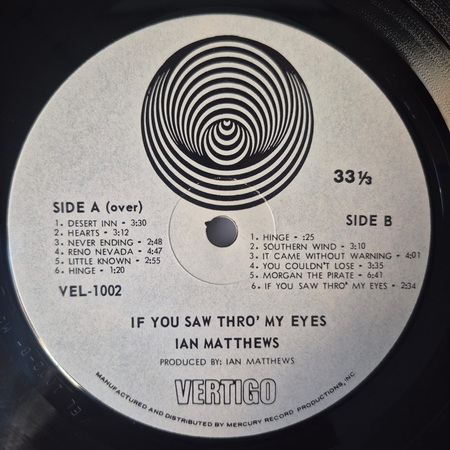 33 1/3
SIDE A (over)
1. DESERT INN - 3:30
2. HEARTS - 3:12
3. NEVER ENDING - 2:48
4. RENO NEVADA - 4:47
5. LITTLE KNOWN - 2:55
6. HINGE - 1:20
VEL-1002
SIDE B
1. HINGE - :25
2. SOUTHERN WIND - 3:10
3. IT CAME WITHOUT WARNING - 4:01
4. YOU COULDN'T LOSE - 3:35
5. MORGAN THE PIRATE - 6:41
6. IF YOU SAW THRO' MY EYES - 2:34
IF YOU SAW THRO' MY EYES
IAN MATTHEWS
PRODUCED BY: IAN MATTHEWS
VERTIGO
MANUFACTURED AND DISTRIBUTED BY MERCURY RECORD PRODUCTIONS, INC.